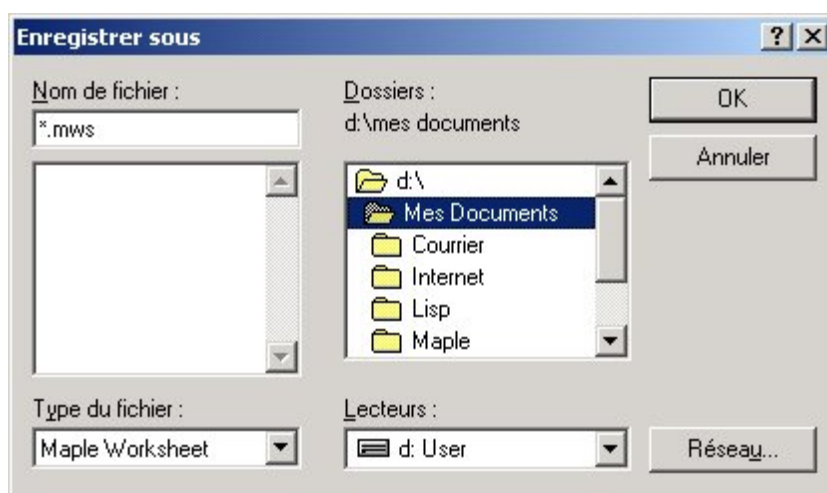 Enregistrer sous
Nom de fichier :
*.mws
Dossiers :
d:\mes documents
OK
Annuler
d:\
Mes Documents
Courrier
Internet
Lisp
Maple
Type du fichier :
Maple Worksheet
Lecteurs :
d: User
Réseau...